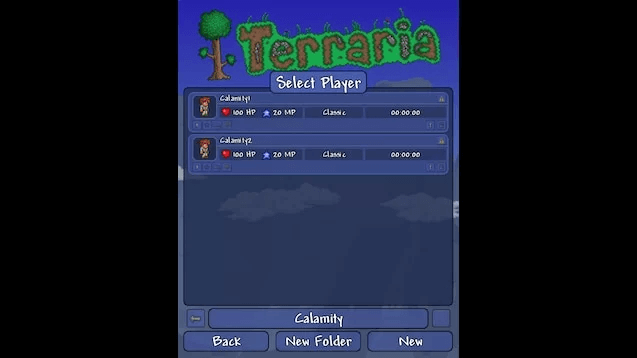 Terraria
Select Player
Calamity1
100 HP 20 MP Classic 00:00:00
Calamity2
100 HP 20 MP Classic 00:00:00
Calamity
Back New Folder New